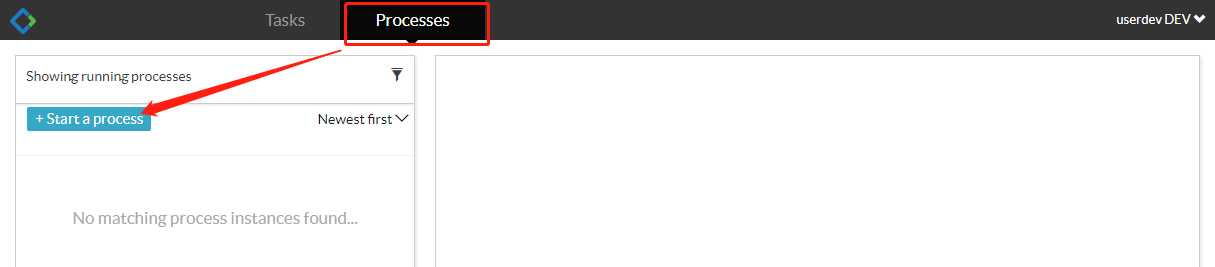 Tasks Processes userdev DEV
Showing running processes
+ Start a process Newest first
No matching process instances found...